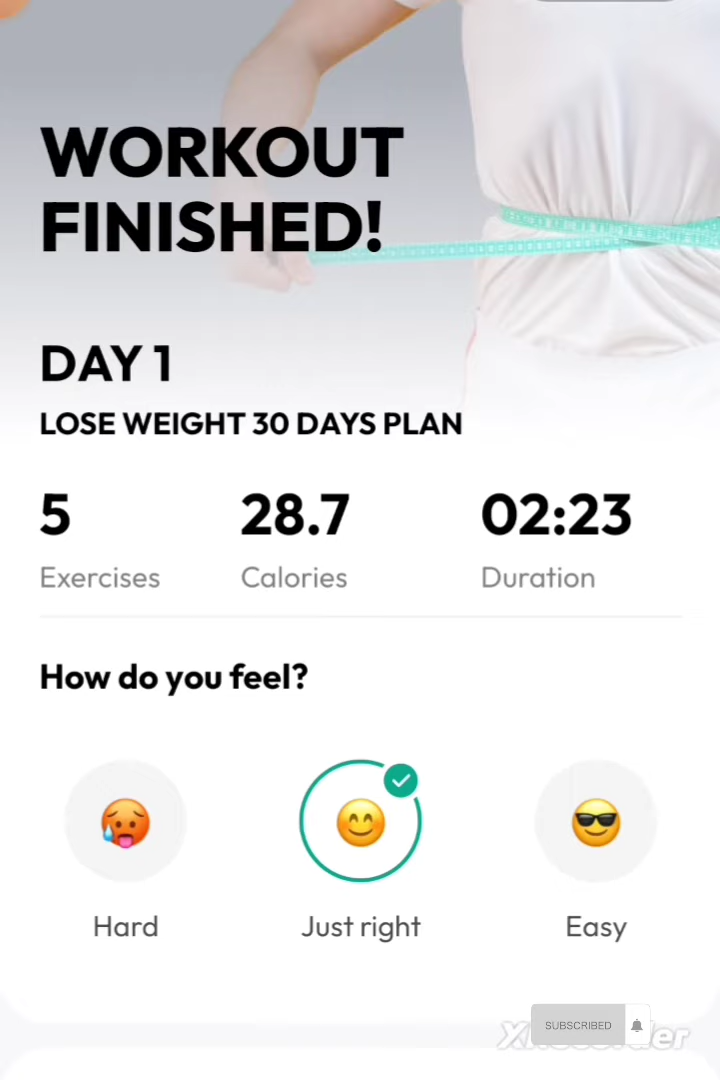 WORKOUT
FINISHED!
DAY 1
LOSE WEIGHT 30 DAYS PLAN
5 28.7 02:23
Exercises Calories Duration
How do you feel?
Hard Just right Easy
SUBSCRIBED